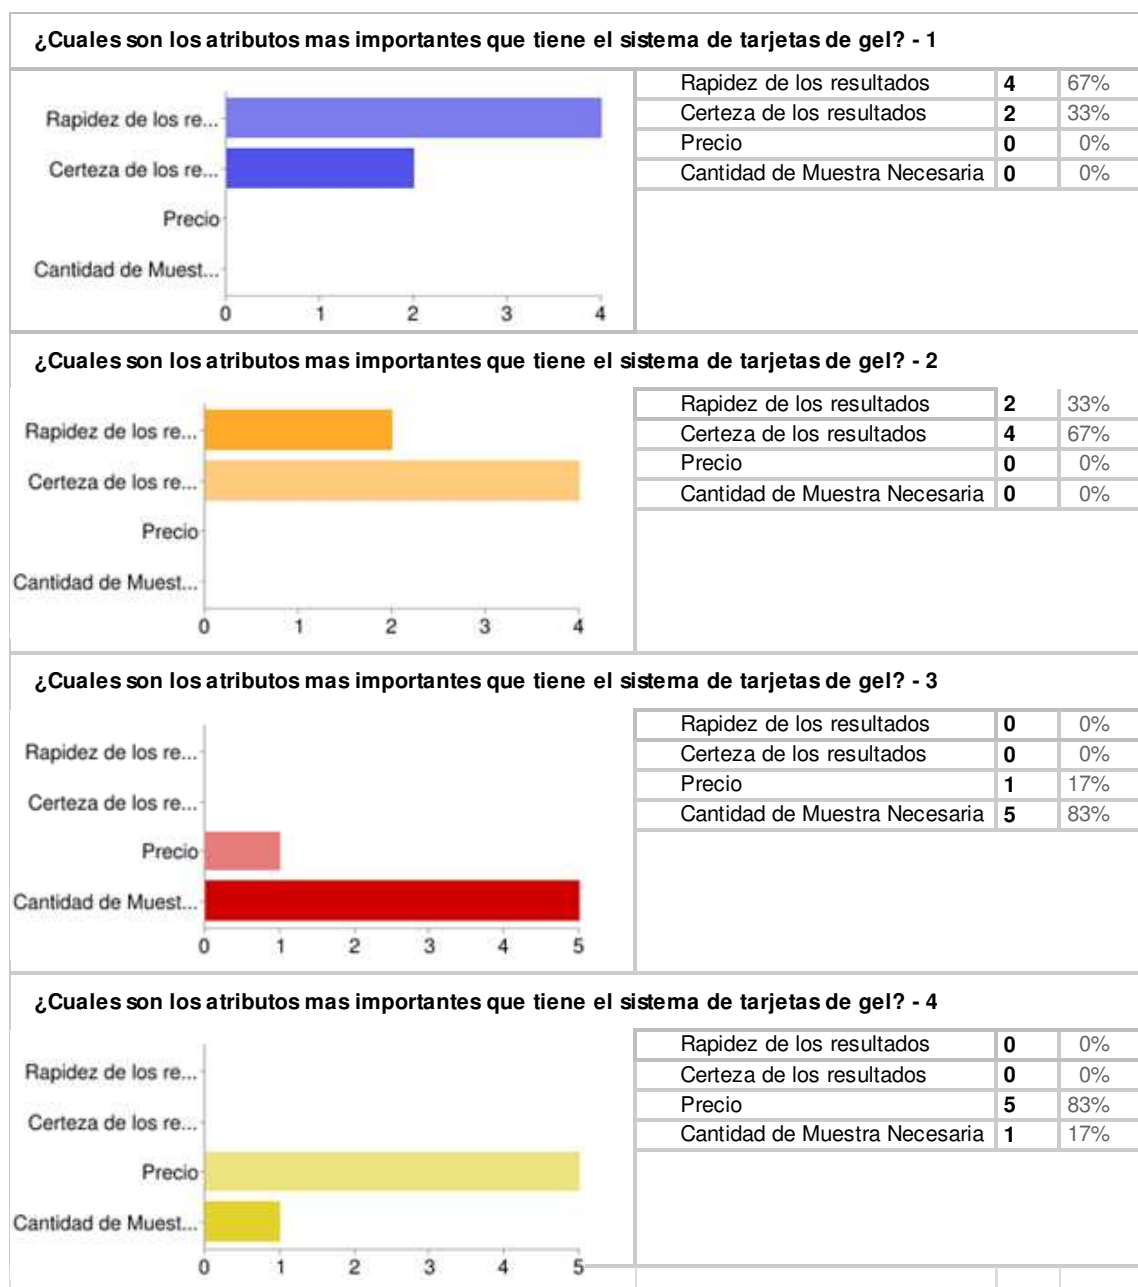 ¿Cuales son los atributos mas importantes que tiene el sistema de tarjetas de gel? - 1
Rapidez de los re...
Certeza de los re...
Precio
Cantidad de Muest...
0 1 2 3 4
Rapidez de los resultados 4 67%
Certeza de los resultados 2 33%
Precio 0 0%
Cantidad de Muestra Necesaria 0 0%
¿Cuales son los atributos mas importantes que tiene el sistema de tarjetas de gel? - 2
Rapidez de los re...
Certeza de los re...
Precio
Cantidad de Muest...
0 1 2 3 4
Rapidez de los resultados 2 33%
Certeza de los resultados 4 67%
Precio 0 0%
Cantidad de Muestra Necesaria 0 0%
¿Cuales son los atributos mas importantes que tiene el sistema de tarjetas de gel? - 3
Rapidez de los re...
Certeza de los re...
Precio
Cantidad de Muest...
0 1 2 3 4 5
Rapidez de los resultados 0 0%
Certeza de los resultados 0 0%
Precio 1 17%
Cantidad de Muestra Necesaria 5 83%
¿Cuales son los atributos mas importantes que tiene el sistema de tarjetas de gel? - 4
Rapidez de los re...
Certeza de los re...
Precio
Cantidad de Muest...
0 1 2 3 4 5
Rapidez de los resultados 0 0%
Certeza de los resultados 0 0%
Precio 5 83%
Cantidad de Muestra Necesaria 1 17%